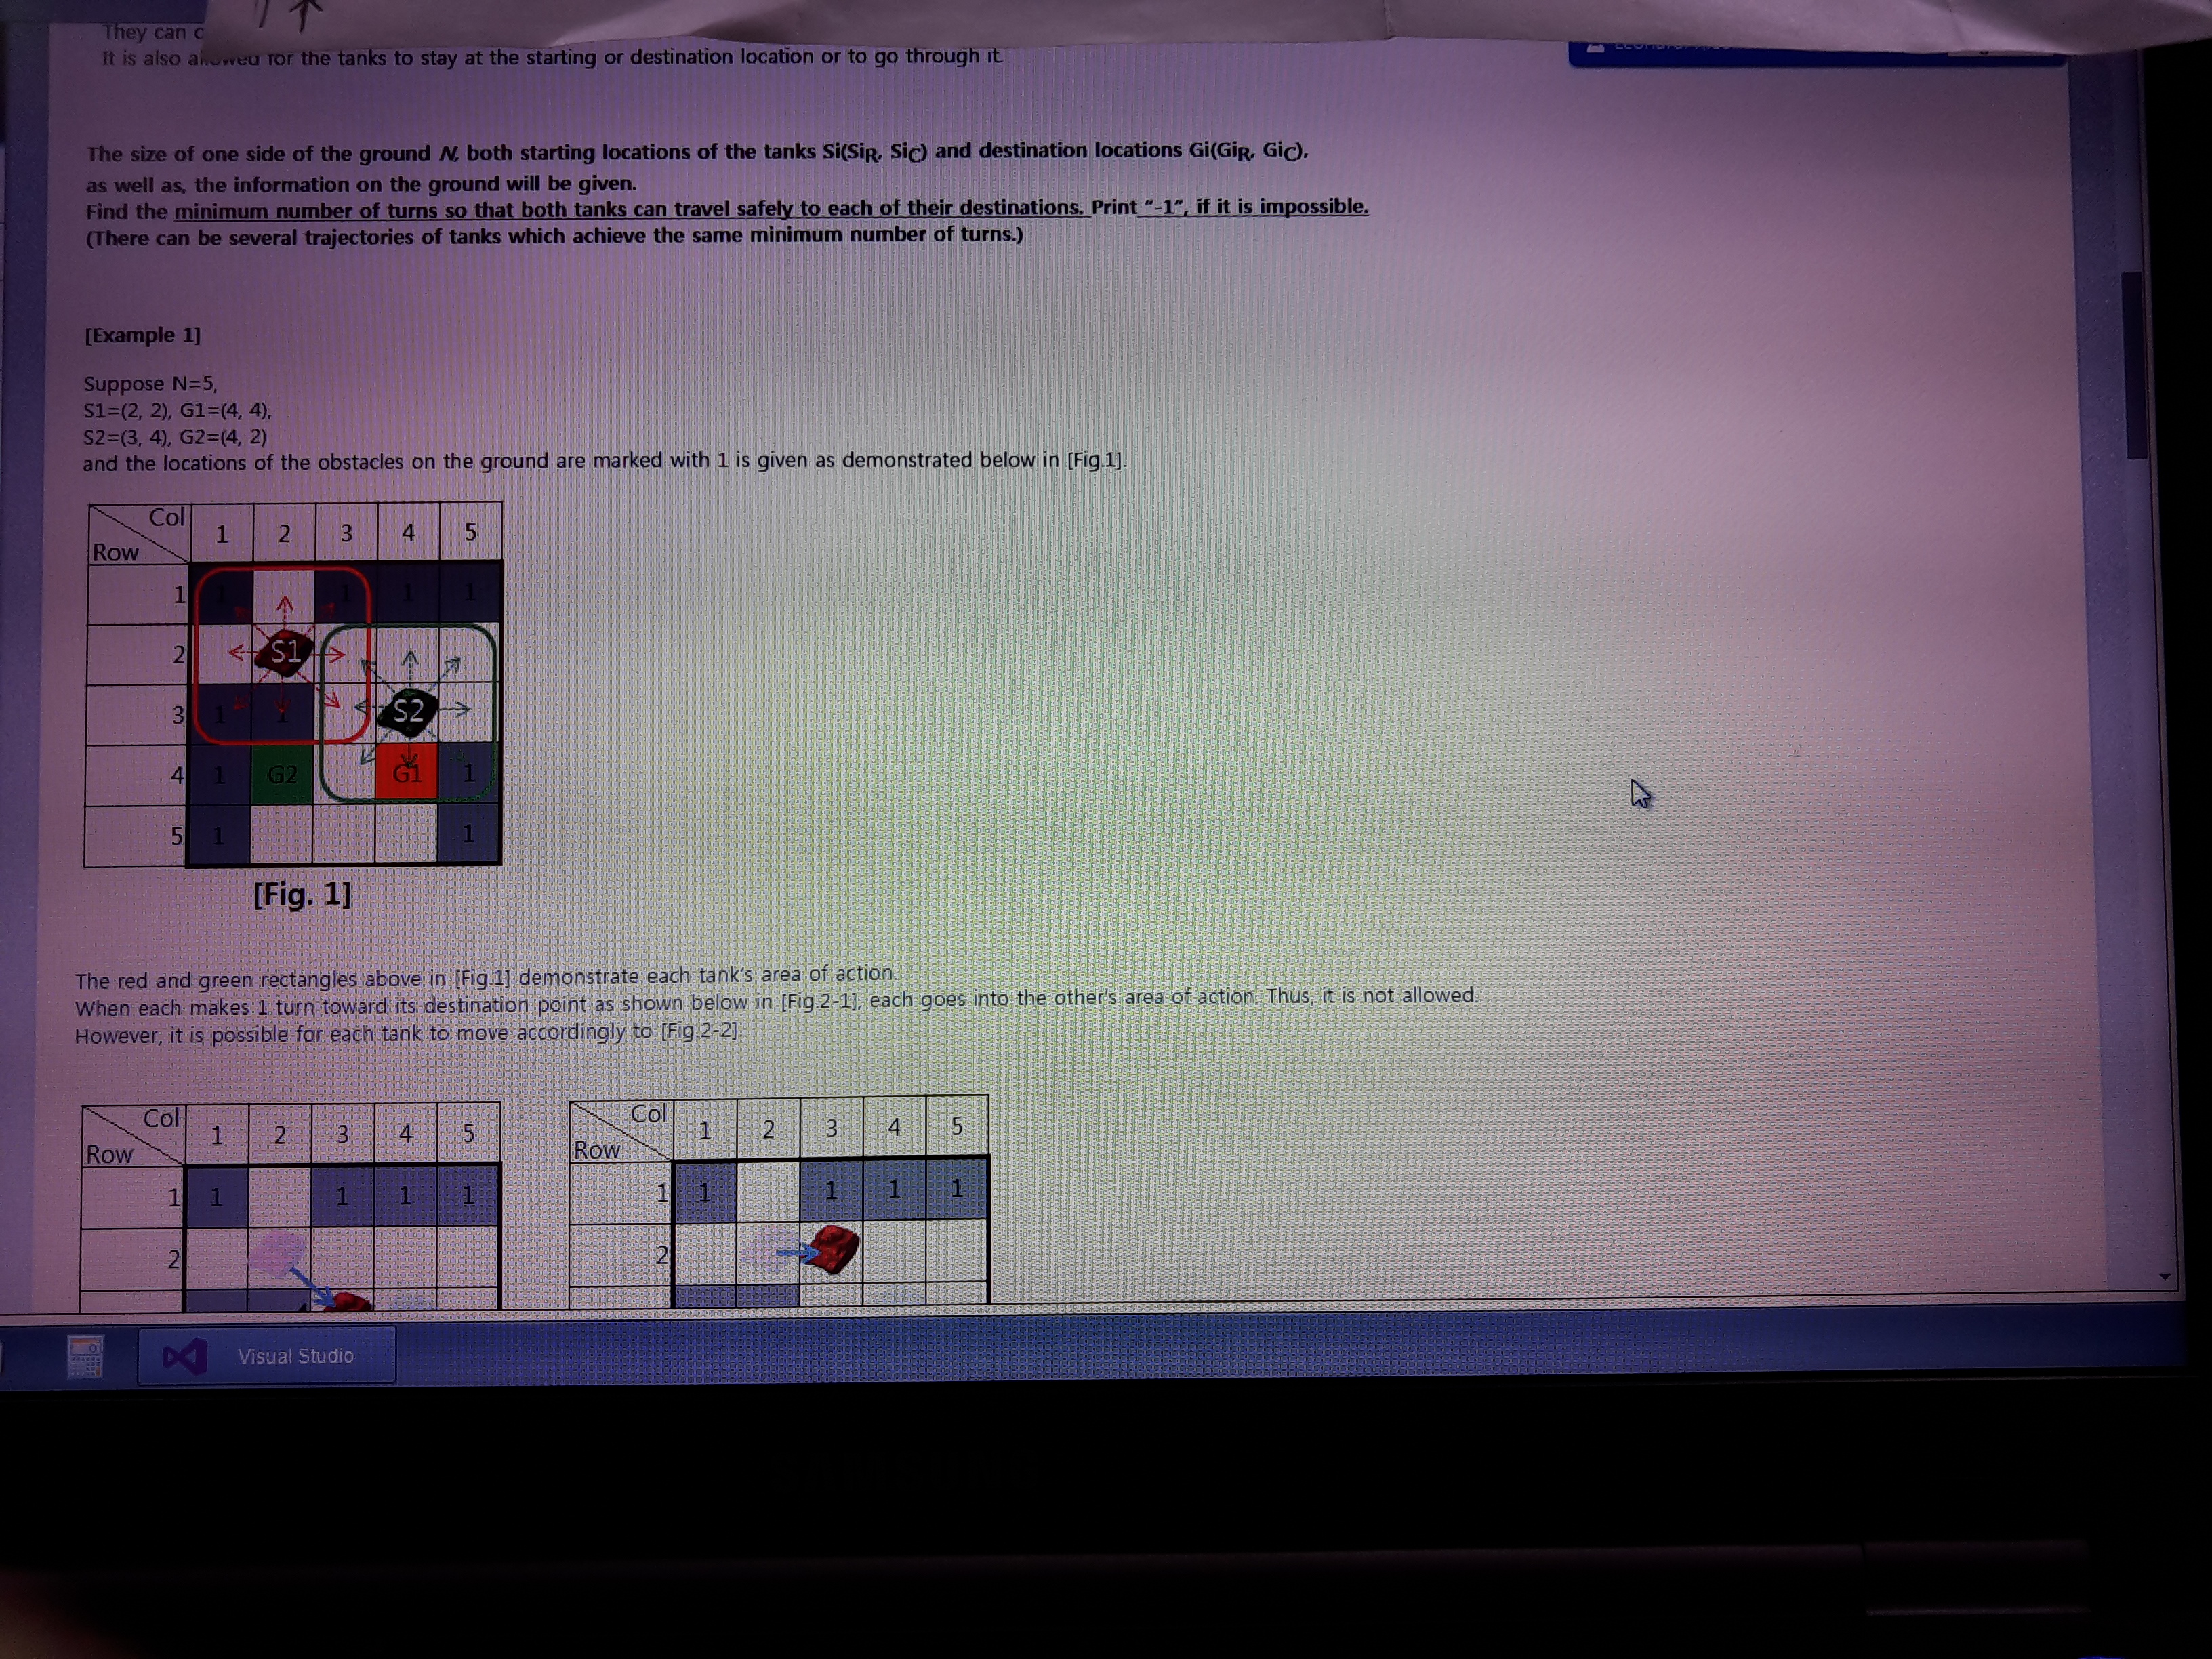 They can
It is also allowed for the tanks to stay at the starting or destination location or to go through it.
The size of one side of the ground N, both starting locations of the tanks Si(SiR, SiC) and destination locations Gi(GiR, GiC),
as well as, the information on the ground will be given.
Find the minimum number of turns so that both tanks can travel safely to each of their destinations. Print "-1", if it is impossible.
(There can be several trajectories of tanks which achieve the same minimum number of turns.)
[Example 1]
Suppose N=5,
S1=(2, 2), G1=(4, 4),
S2=(3, 4), G2=(4, 2)
and the locations of the obstacles on the ground are marked with 1 is given as demonstrated below in [Fig.1].
Col 1 2 3 4 5
Row
1 1 1 1 1
2 S1
3 1 1 S2
4 1 G2 G1 1
5 1 1
[Fig. 1]
The red and green rectangles above in [Fig.1] demonstrate each tank's area of action.
When each makes 1 turn toward its destination point as shown below in [Fig.2-1], each goes into the other's area of action. Thus, it is not allowed.
However, it is possible for each tank to move accordingly to [Fig.2-2].
Col 1 2 3 4 5
Row
1 1 1 1 1
2
Col 1 2 3 4 5
Row
1 1 1 1 1
2
Visual Studio